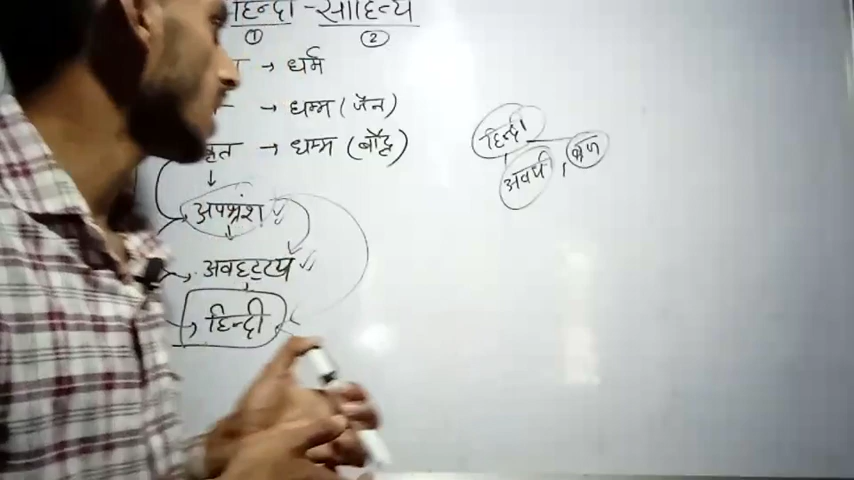 हिन्दी - साहित्य
① ②
→ धर्म
→ धम्म (जैन)
→ धम्म (बौद्ध)
↓
अपभ्रंश
↓
अवहट्ट
हिन्दी
हिन्दी
अवधी, ब्रज